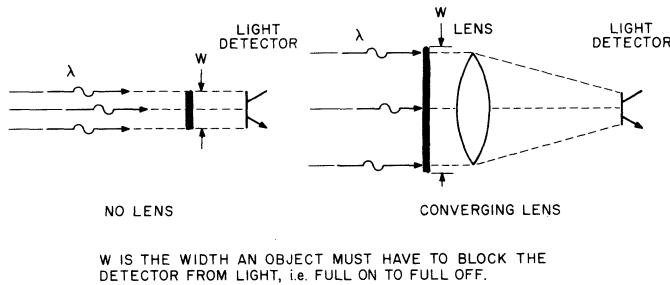 LIGHT
DETECTOR
λ
W
NO LENS
W
LENS
λ
LIGHT
DETECTOR
CONVERGING LENS
W IS THE WIDTH AN OBJECT MUST HAVE TO BLOCK THE
DETECTOR FROM LIGHT, i.e. FULL ON TO FULL OFF.